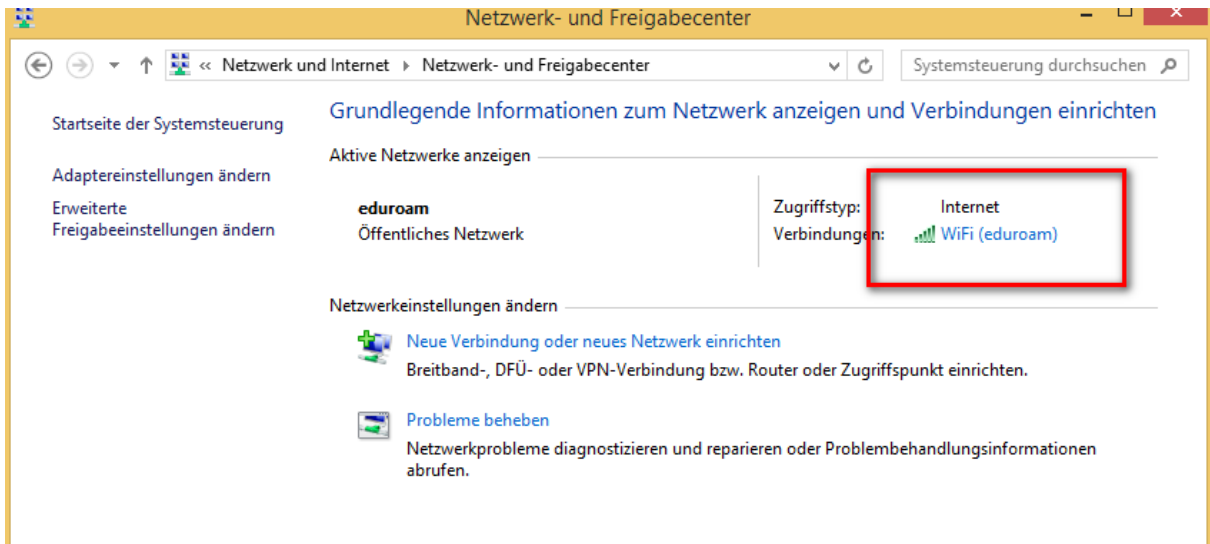 Netzwerk- und Freigabecenter
« Netzwerk und Internet ▸ Netzwerk- und Freigabecenter
Systemsteuerung durchsuchen
Startseite der Systemsteuerung
Adaptereinstellungen ändern
Erweiterte
Freigabeeinstellungen ändern
Grundlegende Informationen zum Netzwerk anzeigen und Verbindungen einrichten
Aktive Netzwerke anzeigen
eduroam
Öffentliches Netzwerk
Zugriffstyp: Internet
Verbindungen: WiFi (eduroam)
Netzwerkeinstellungen ändern
Neue Verbindung oder neues Netzwerk einrichten
Breitband-, DFÜ- oder VPN-Verbindung bzw. Router oder Zugriffspunkt einrichten.
Probleme beheben
Netzwerkprobleme diagnostizieren und reparieren oder Problembehandlungsinformationen
abrufen.